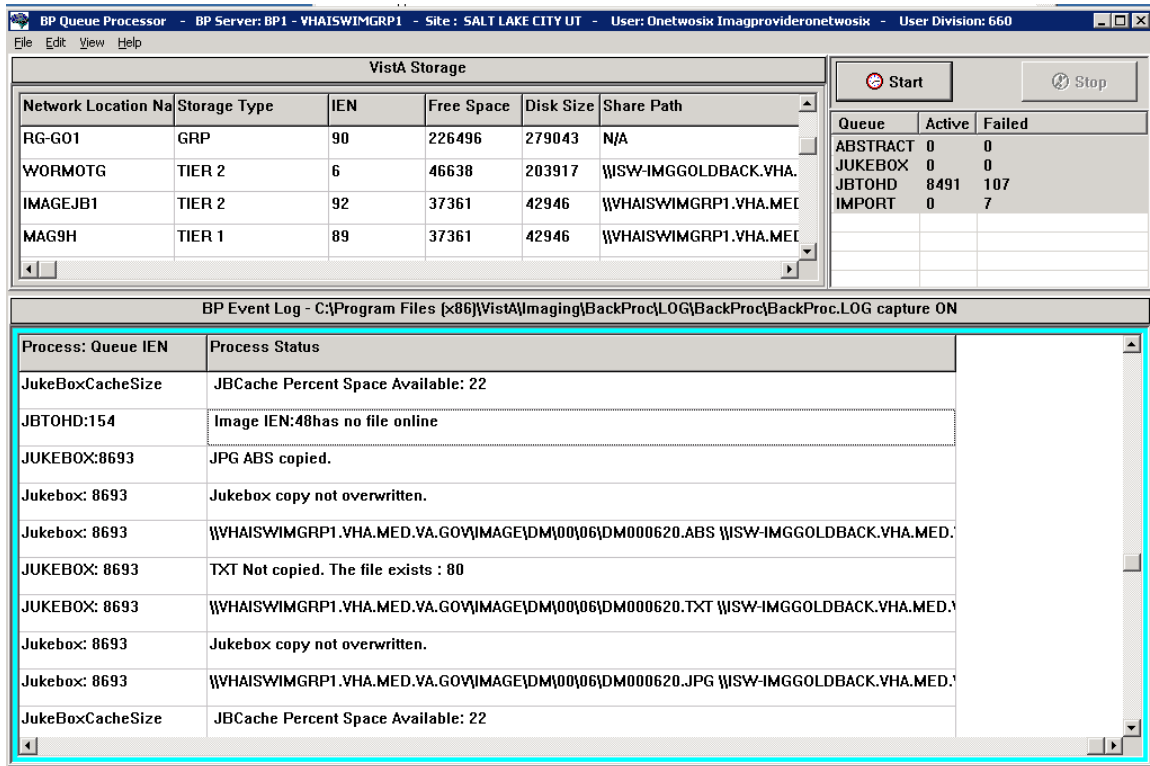 BP Queue Processor - BP Server: BP1 - VHAISWIMGRP1 - Site : SALT LAKE CITY UT - User: Onetwosix Imagprovideronetwosix - User Division: 660
File Edit View Help
VistA Storage
Network Location Na Storage Type IEN Free Space Disk Size Share Path
RG-GO1 GRP 90 226496 279043 N/A
WORMOTG TIER 2 6 46638 203917 \\ISW-IMGGOLDBACK.VHA.
IMAGEJB1 TIER 2 92 37361 42946 \\VHAISWIMGRP1.VHA.MED
MAG9H TIER 1 89 37361 42946 \\VHAISWIMGRP1.VHA.MED
Start Stop
Queue Active Failed
ABSTRACT 0 0
JUKEBOX 0 0
JBTOHD 8491 107
IMPORT 0 7
BP Event Log - C:\Program Files (x86)\VistA\Imaging\BackProc\LOG\BackProc\BackProc.LOG capture ON
Process: Queue IEN Process Status
JukeBoxCacheSize JBCache Percent Space Available: 22
JBTOHD:154 Image IEN:48has no file online
JUKEBOX:8693 JPG ABS copied.
Jukebox: 8693 Jukebox copy not overwritten.
Jukebox: 8693 \\VHAISWIMGRP1.VHA.MED.VA.GOV\IMAGE\DM\00\06\DM000620.ABS \\ISW-IMGGOLDBACK.VHA.MED.
JUKEBOX: 8693 TXT Not copied. The file exists : 80
JUKEBOX: 8693 \\VHAISWIMGRP1.VHA.MED.VA.GOV\IMAGE\DM\00\06\DM000620.TXT \\ISW-IMGGOLDBACK.VHA.MED.
Jukebox: 8693 Jukebox copy not overwritten.
Jukebox: 8693 \\VHAISWIMGRP1.VHA.MED.VA.GOV\IMAGE\DM\00\06\DM000620.JPG \\ISW-IMGGOLDBACK.VHA.MED.
JukeBoxCacheSize JBCache Percent Space Available: 22